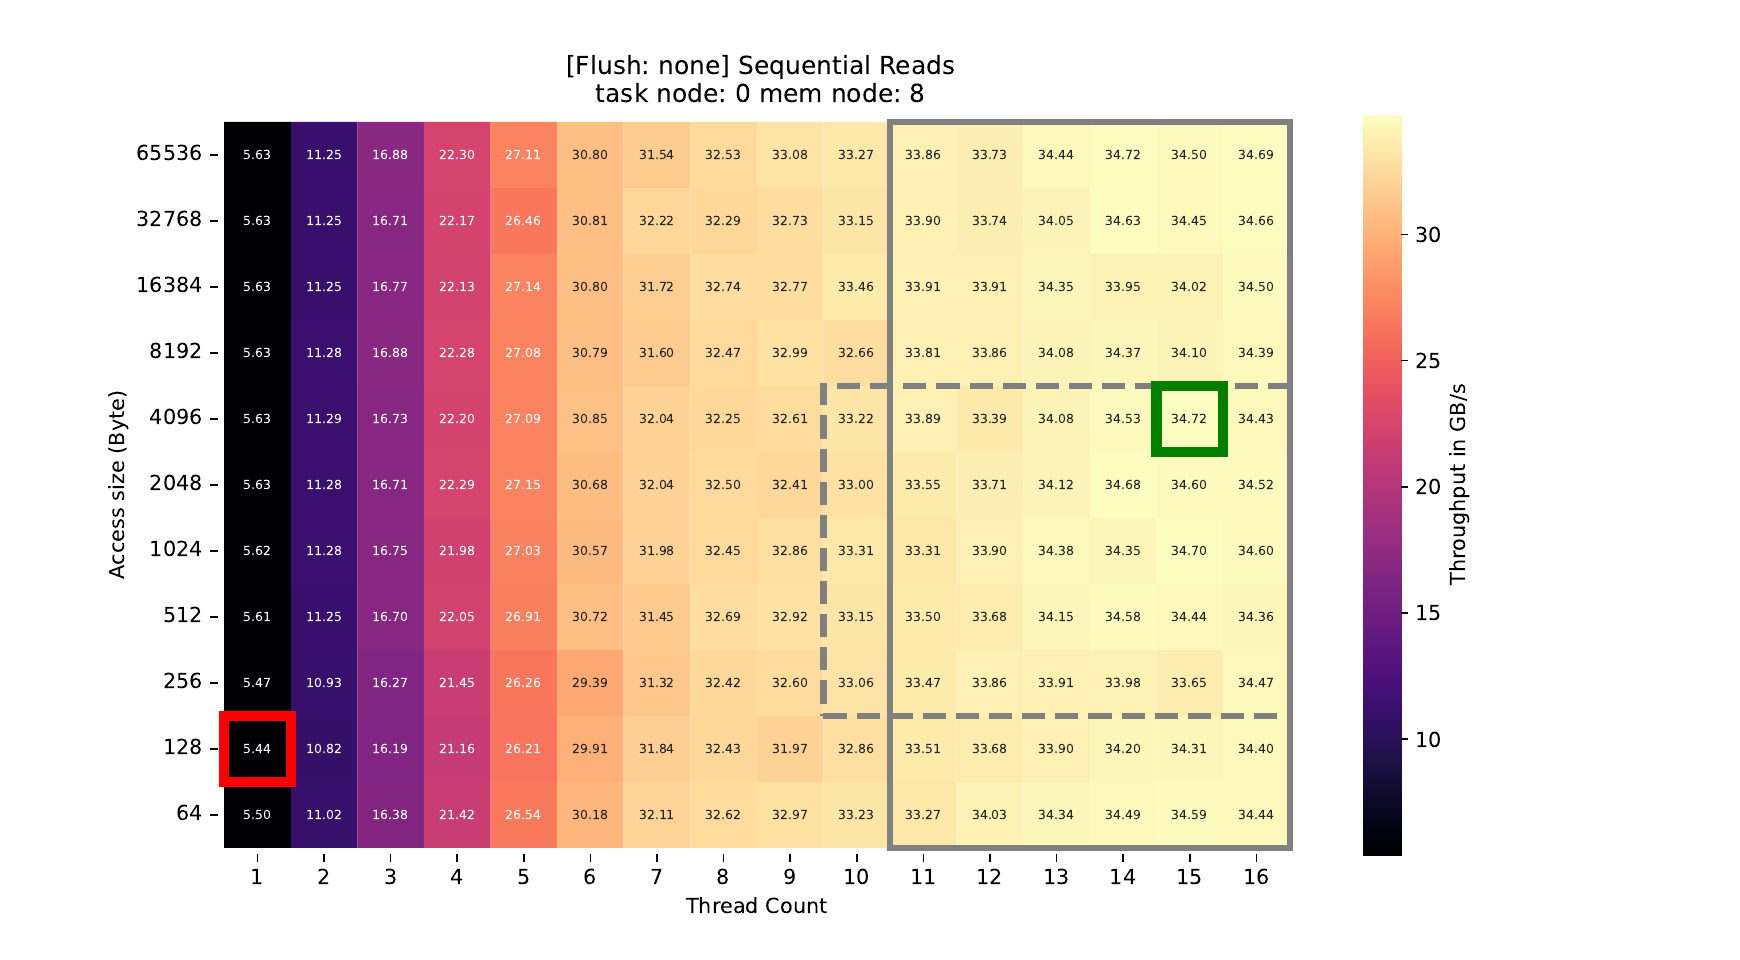 [Flush: none] Sequential Reads
task node: 0 mem node: 8
65536 5.63 11.25 16.88 22.30 27.11 30.80 31.54 32.53 33.08 33.27 33.86 33.73 34.44 34.72 34.50 34.69
32768 5.63 11.25 16.71 22.17 26.46 30.81 32.22 32.29 32.73 33.15 33.90 33.74 34.05 34.63 34.45 34.66
16384 5.63 11.25 16.77 22.13 27.14 30.80 31.72 32.74 32.77 33.46 33.91 33.91 34.35 33.95 34.02 34.50
8192 5.63 11.28 16.88 22.28 27.08 30.79 31.60 32.47 32.99 32.66 33.81 33.86 34.08 34.37 34.10 34.39
4096 5.63 11.29 16.73 22.20 27.09 30.85 32.04 32.25 32.61 33.22 33.89 33.39 34.08 34.53 34.72 34.43
2048 5.63 11.28 16.71 22.29 27.15 30.68 32.04 32.50 32.41 33.00 33.55 33.71 34.12 34.68 34.60 34.52
1024 5.62 11.28 16.75 21.98 27.03 30.57 31.98 32.45 32.86 33.31 33.31 33.90 34.38 34.35 34.70 34.60
512 5.61 11.25 16.70 22.05 26.91 30.72 31.45 32.69 32.92 33.15 33.50 33.68 34.15 34.58 34.44 34.36
256 5.47 10.93 16.27 21.45 26.26 29.39 31.32 32.42 32.60 33.06 33.47 33.86 33.91 33.98 33.65 34.47
128 5.44 10.82 16.19 21.16 26.21 29.91 31.84 32.43 31.97 32.86 33.51 33.68 33.90 34.20 34.31 34.40
64 5.50 11.02 16.38 21.42 26.54 30.18 32.11 32.62 32.97 33.23 33.27 34.03 34.34 34.49 34.59 34.44
1 2 3 4 5 6 7 8 9 10 11 12 13 14 15 16
Thread Count
Access size (Byte)
30
25
20
15
10
Throughput in GB/s